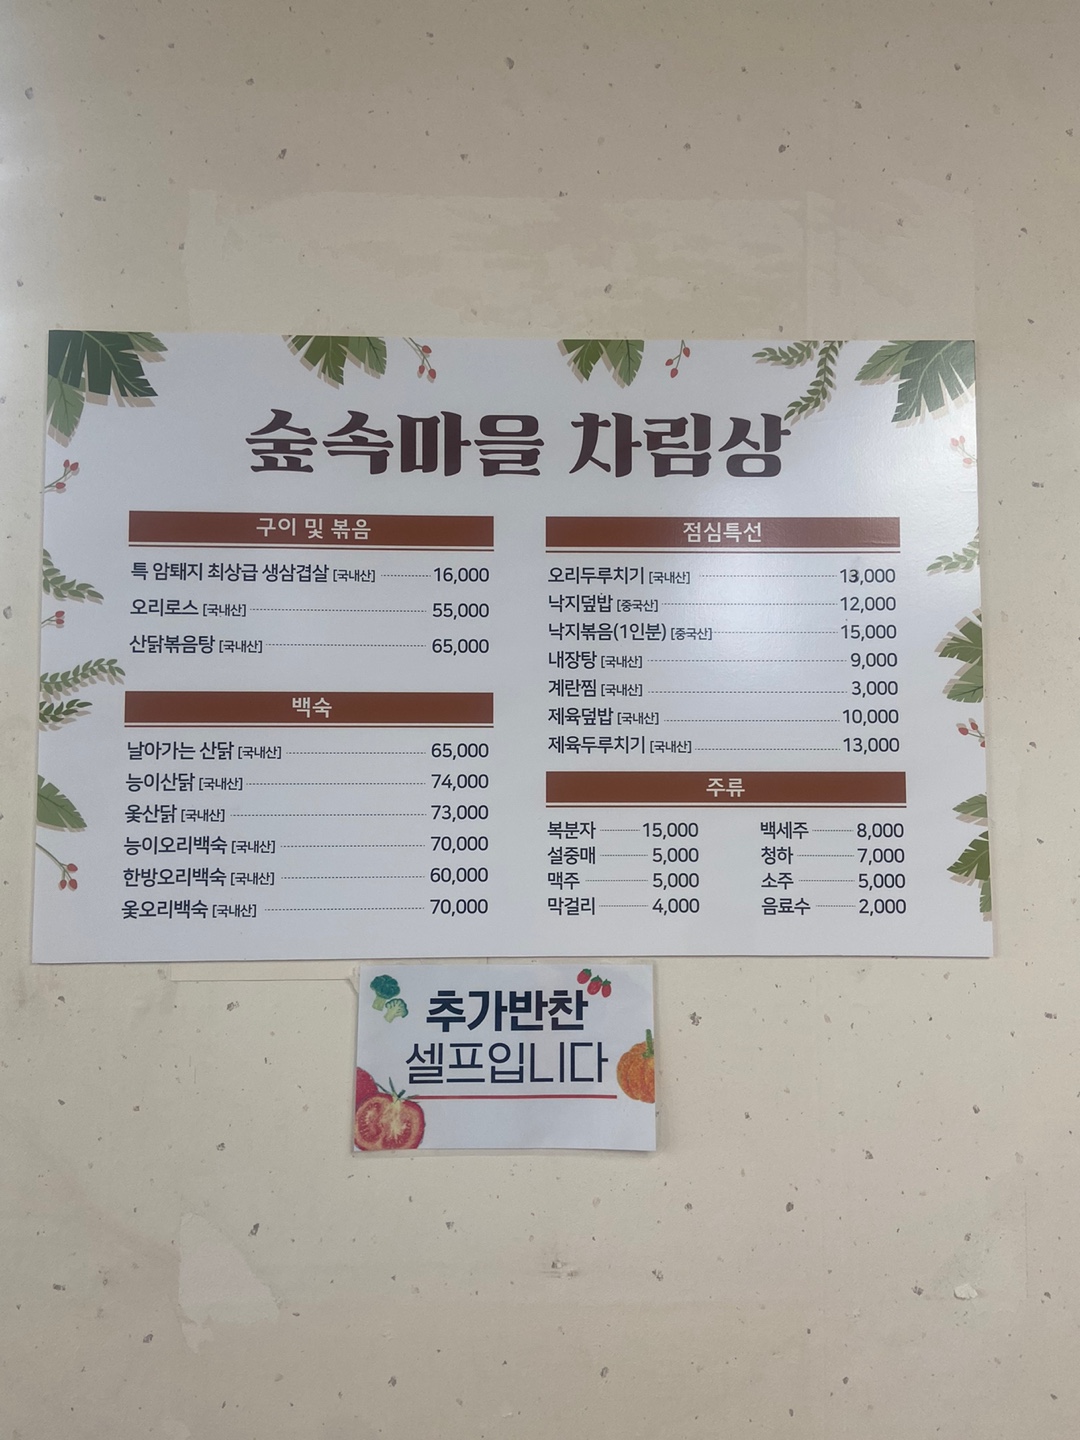 숲속마을 차림상
구이 및 볶음
특 암퇘지 최상급 생삼겹살 [국내산] 16,000
오리로스 [국내산] 55,000
산닭볶음탕 [국내산] 65,000
백숙
날아가는 산닭 [국내산] 65,000
능이산닭 [국내산] 74,000
옻산닭 [국내산] 73,000
능이오리백숙 [국내산] 70,000
한방오리백숙 [국내산] 60,000
옻오리백숙 [국내산] 70,000
점심특선
오리두루치기 [국내산] 13,000
낙지덮밥 [중국산] 12,000
낙지볶음(1인분) [중국산] 15,000
내장탕 [국내산] 9,000
계란찜 [국내산] 3,000
제육덮밥 [국내산] 10,000
제육두루치기 [국내산] 13,000
주류
복분자 15,000 백세주 8,000
설중매 5,000 청하 7,000
맥주 5,000 소주 5,000
막걸리 4,000 음료수 2,000
추가반찬
셀프입니다